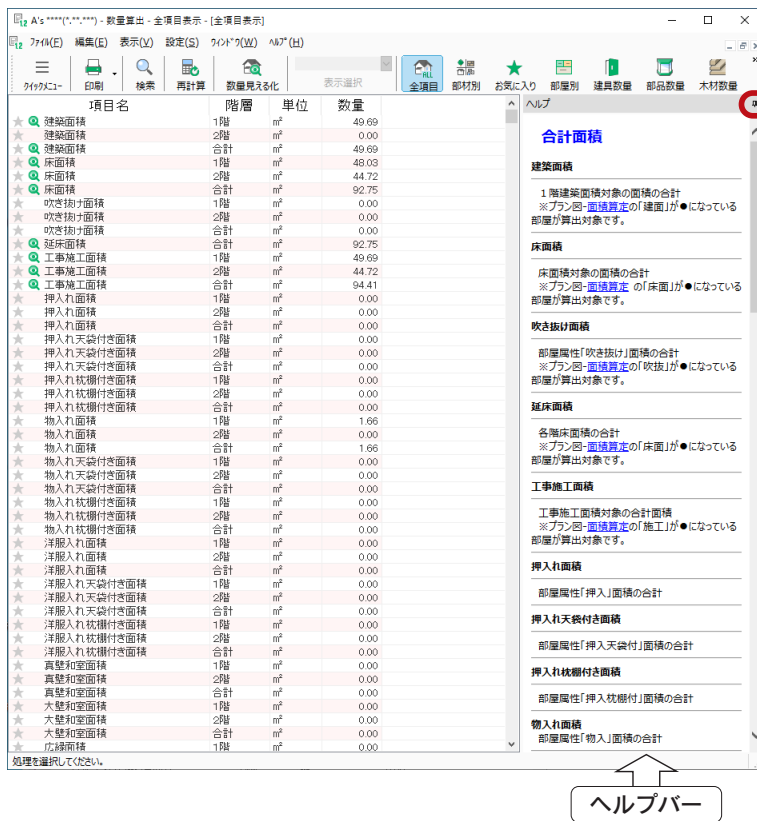 A's ****(*.**.***) - 数量算出 - 全項目表示 - [全項目表示]
ファイル(F) 編集(E) 表示(V) 設定(S) ウィンドウ(W) ヘルプ(H)
クイックメニュー 印刷 検索 再計算 数量見える化 表示選択 全項目 部材別 お気に入り 部屋別 建具数量 部品数量 木材数量
項目名 階層 単位 数量
建築面積 1階 m² 49.69
建築面積 2階 m² 0.00
建築面積 合計 m² 49.69
床面積 1階 m² 48.03
床面積 2階 m² 44.72
床面積 合計 m² 92.75
吹き抜け面積 1階 m² 0.00
吹き抜け面積 2階 m² 0.00
吹き抜け面積 合計 m² 0.00
延床面積 合計 m² 92.75
工事施工面積 1階 m² 49.69
工事施工面積 2階 m² 44.72
工事施工面積 合計 m² 94.41
押入れ面積 1階 m² 0.00
押入れ面積 2階 m² 0.00
押入れ面積 合計 m² 0.00
押入れ天袋付き面積 1階 m² 0.00
押入れ天袋付き面積 2階 m² 0.00
押入れ天袋付き面積 合計 m² 0.00
押入れ枕棚付き面積 1階 m² 0.00
押入れ枕棚付き面積 2階 m² 0.00
押入れ枕棚付き面積 合計 m² 0.00
物入れ面積 1階 m² 1.66
物入れ面積 2階 m² 0.00
物入れ面積 合計 m² 1.66
物入れ天袋付き面積 1階 m² 0.00
物入れ天袋付き面積 2階 m² 0.00
物入れ天袋付き面積 合計 m² 0.00
物入れ枕棚付き面積 1階 m² 0.00
物入れ枕棚付き面積 2階 m² 0.00
物入れ枕棚付き面積 合計 m² 0.00
洋服入れ面積 1階 m² 0.00
洋服入れ面積 2階 m² 0.00
洋服入れ面積 合計 m² 0.00
洋服入れ天袋付き面積 1階 m² 0.00
洋服入れ天袋付き面積 2階 m² 0.00
洋服入れ天袋付き面積 合計 m² 0.00
洋服入れ枕棚付き面積 1階 m² 0.00
洋服入れ枕棚付き面積 2階 m² 0.00
洋服入れ枕棚付き面積 合計 m² 0.00
真壁和室面積 1階 m² 0.00
真壁和室面積 2階 m² 0.00
真壁和室面積 合計 m² 0.00
大壁和室面積 1階 m² 0.00
大壁和室面積 2階 m² 0.00
大壁和室面積 合計 m² 0.00
広縁面積 1階 m² 0.00
処理を選択してください。
ヘルプ
合計面積
建築面積
1階建築面積対象の面積の合計
※プラン図-面積算定の「建面」が●になっている
部屋が算出対象です。
床面積
床面積対象の面積の合計
※プラン図-面積算定 の「床面」が●になっている
部屋が算出対象です。
吹き抜け面積
部屋属性「吹き抜け」面積の合計
※プラン図-面積算定の「吹抜」が●になっている
部屋が算出対象です。
延床面積
各階床面積の合計
※プラン図-面積算定の「床面」が●になっている
部屋が算出対象です。
工事施工面積
工事施工面積対象の合計面積
※プラン図-面積算定の「施工」が●になっている
部屋が算出対象です。
押入れ面積
部屋属性「押入」面積の合計
押入れ天袋付き面積
部屋属性「押入天袋付」面積の合計
押入れ枕棚付き面積
部屋属性「押入枕棚付」面積の合計
物入れ面積
部屋属性「物入」面積の合計
ヘルプバー